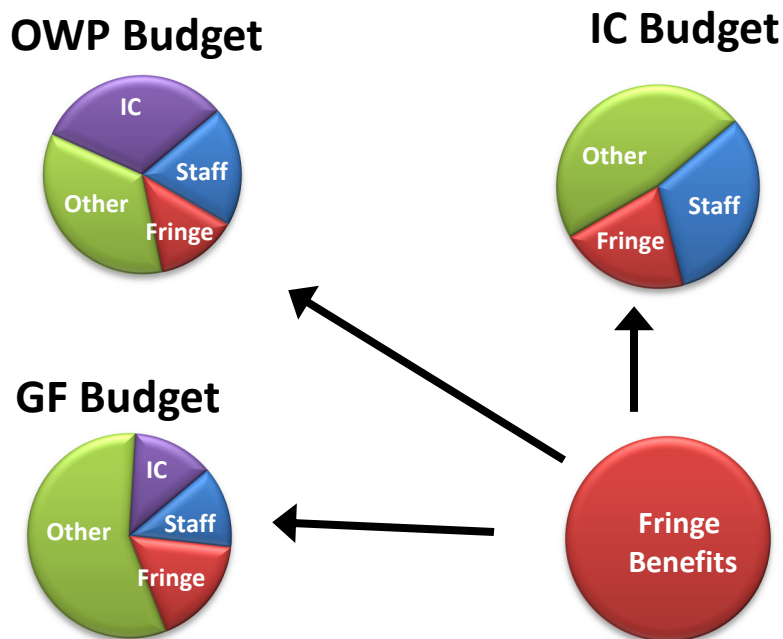 OWP Budget
IC
Staff
Other
Fringe
IC Budget
Other
Staff
Fringe
GF Budget
IC
Staff
Other
Fringe
Fringe
Benefits